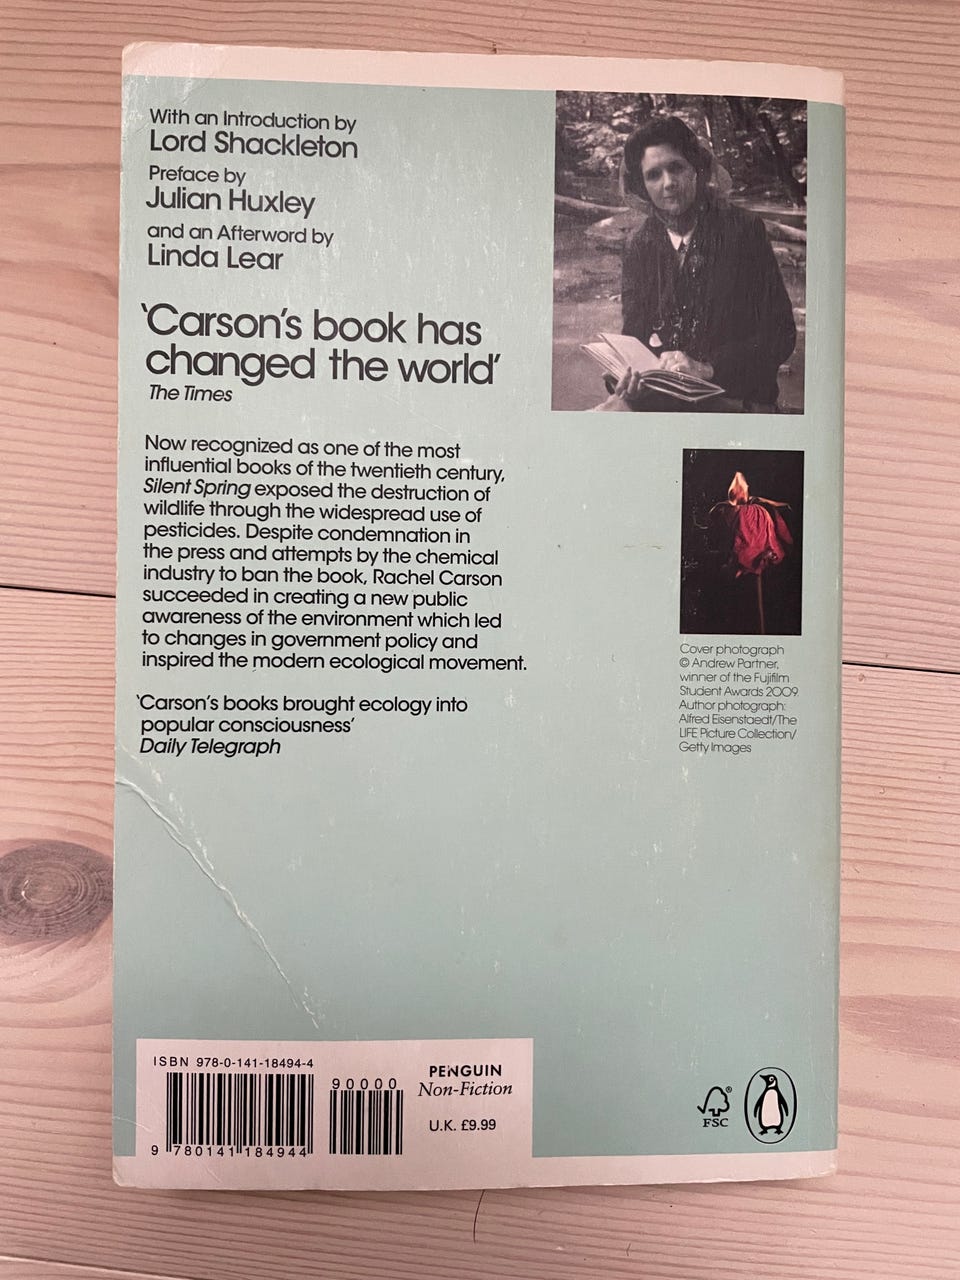 With an Introduction by
Lord Shackleton
Preface by
Julian Huxley
and an Afterword by
Linda Lear
‘Carson’s book has
changed the world’
The Times
Now recognized as one of the most
influential books of the twentieth century,
Silent Spring exposed the destruction of
wildlife through the widespread use of
pesticides. Despite condemnation in
the press and attempts by the chemical
industry to ban the book, Rachel Carson
succeeded in creating a new public
awareness of the environment which led
to changes in government policy and
inspired the modern ecological movement.
‘Carson’s books brought ecology into
popular consciousness’
Daily Telegraph
Cover photograph
© Andrew Partner,
winner of the Fujifilm
Student Awards 2009
Author photograph:
Alfred Eisenstaedt/The
LIFE Picture Collection/
Getty Images
ISBN 978-0-141-18494-4
90000
9 780141 184944
PENGUIN
Non-Fiction
U.K. £9.99
FSC®